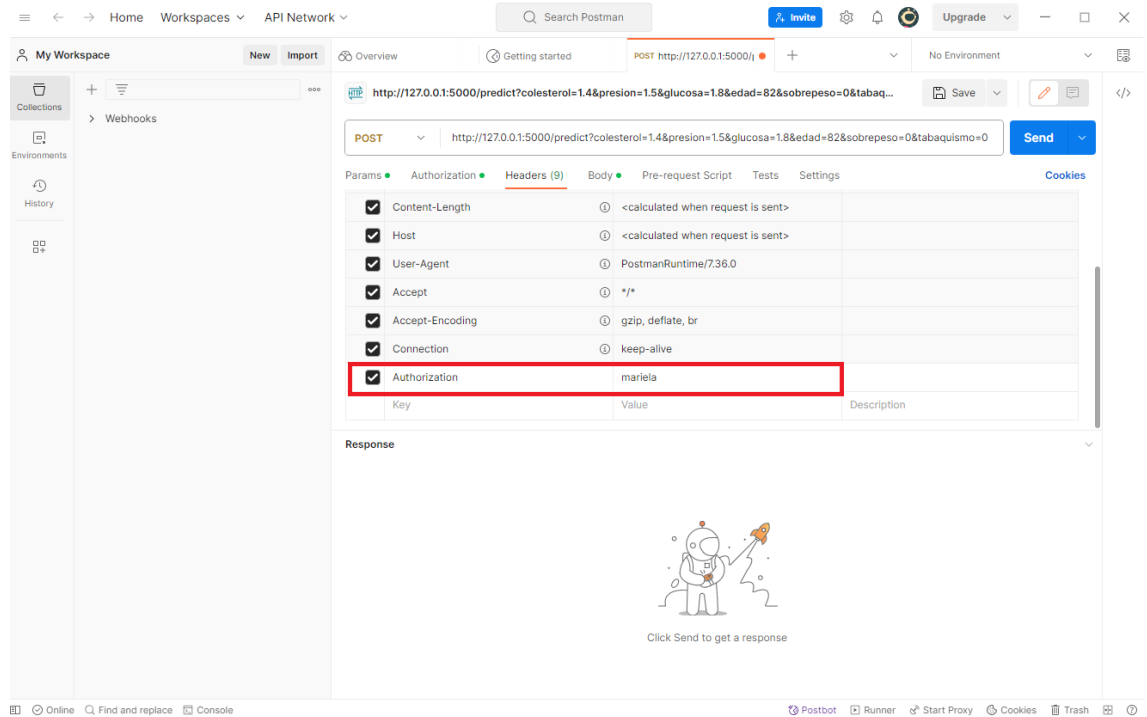 Home Workspaces API Network Search Postman Invite Upgrade
My Workspace New Import Overview Getting started POST http://127.0.0.1:5000/ No Environment
Collections
Environments
History
Webhooks
HTTP http://127.0.0.1:5000/predict?colesterol=1.4&presion=1.5&glucosa=1.8&edad=82&sobrepeso=0&tabaq... Save
POST http://127.0.0.1:5000/predict?colesterol=1.4&presion=1.5&glucosa=1.8&edad=82&sobrepeso=0&tabaquismo=0 Send
Params Authorization Headers (9) Body Pre-request Script Tests Settings Cookies
Content-Length <calculated when request is sent>
Host <calculated when request is sent>
User-Agent PostmanRuntime/7.36.0
Accept */*
Accept-Encoding gzip, deflate, br
Connection keep-alive
Authorization mariela
Key Value Description
Response
Click Send to get a response
Online Find and replace Console Postbot Runner Start Proxy Cookies Trash